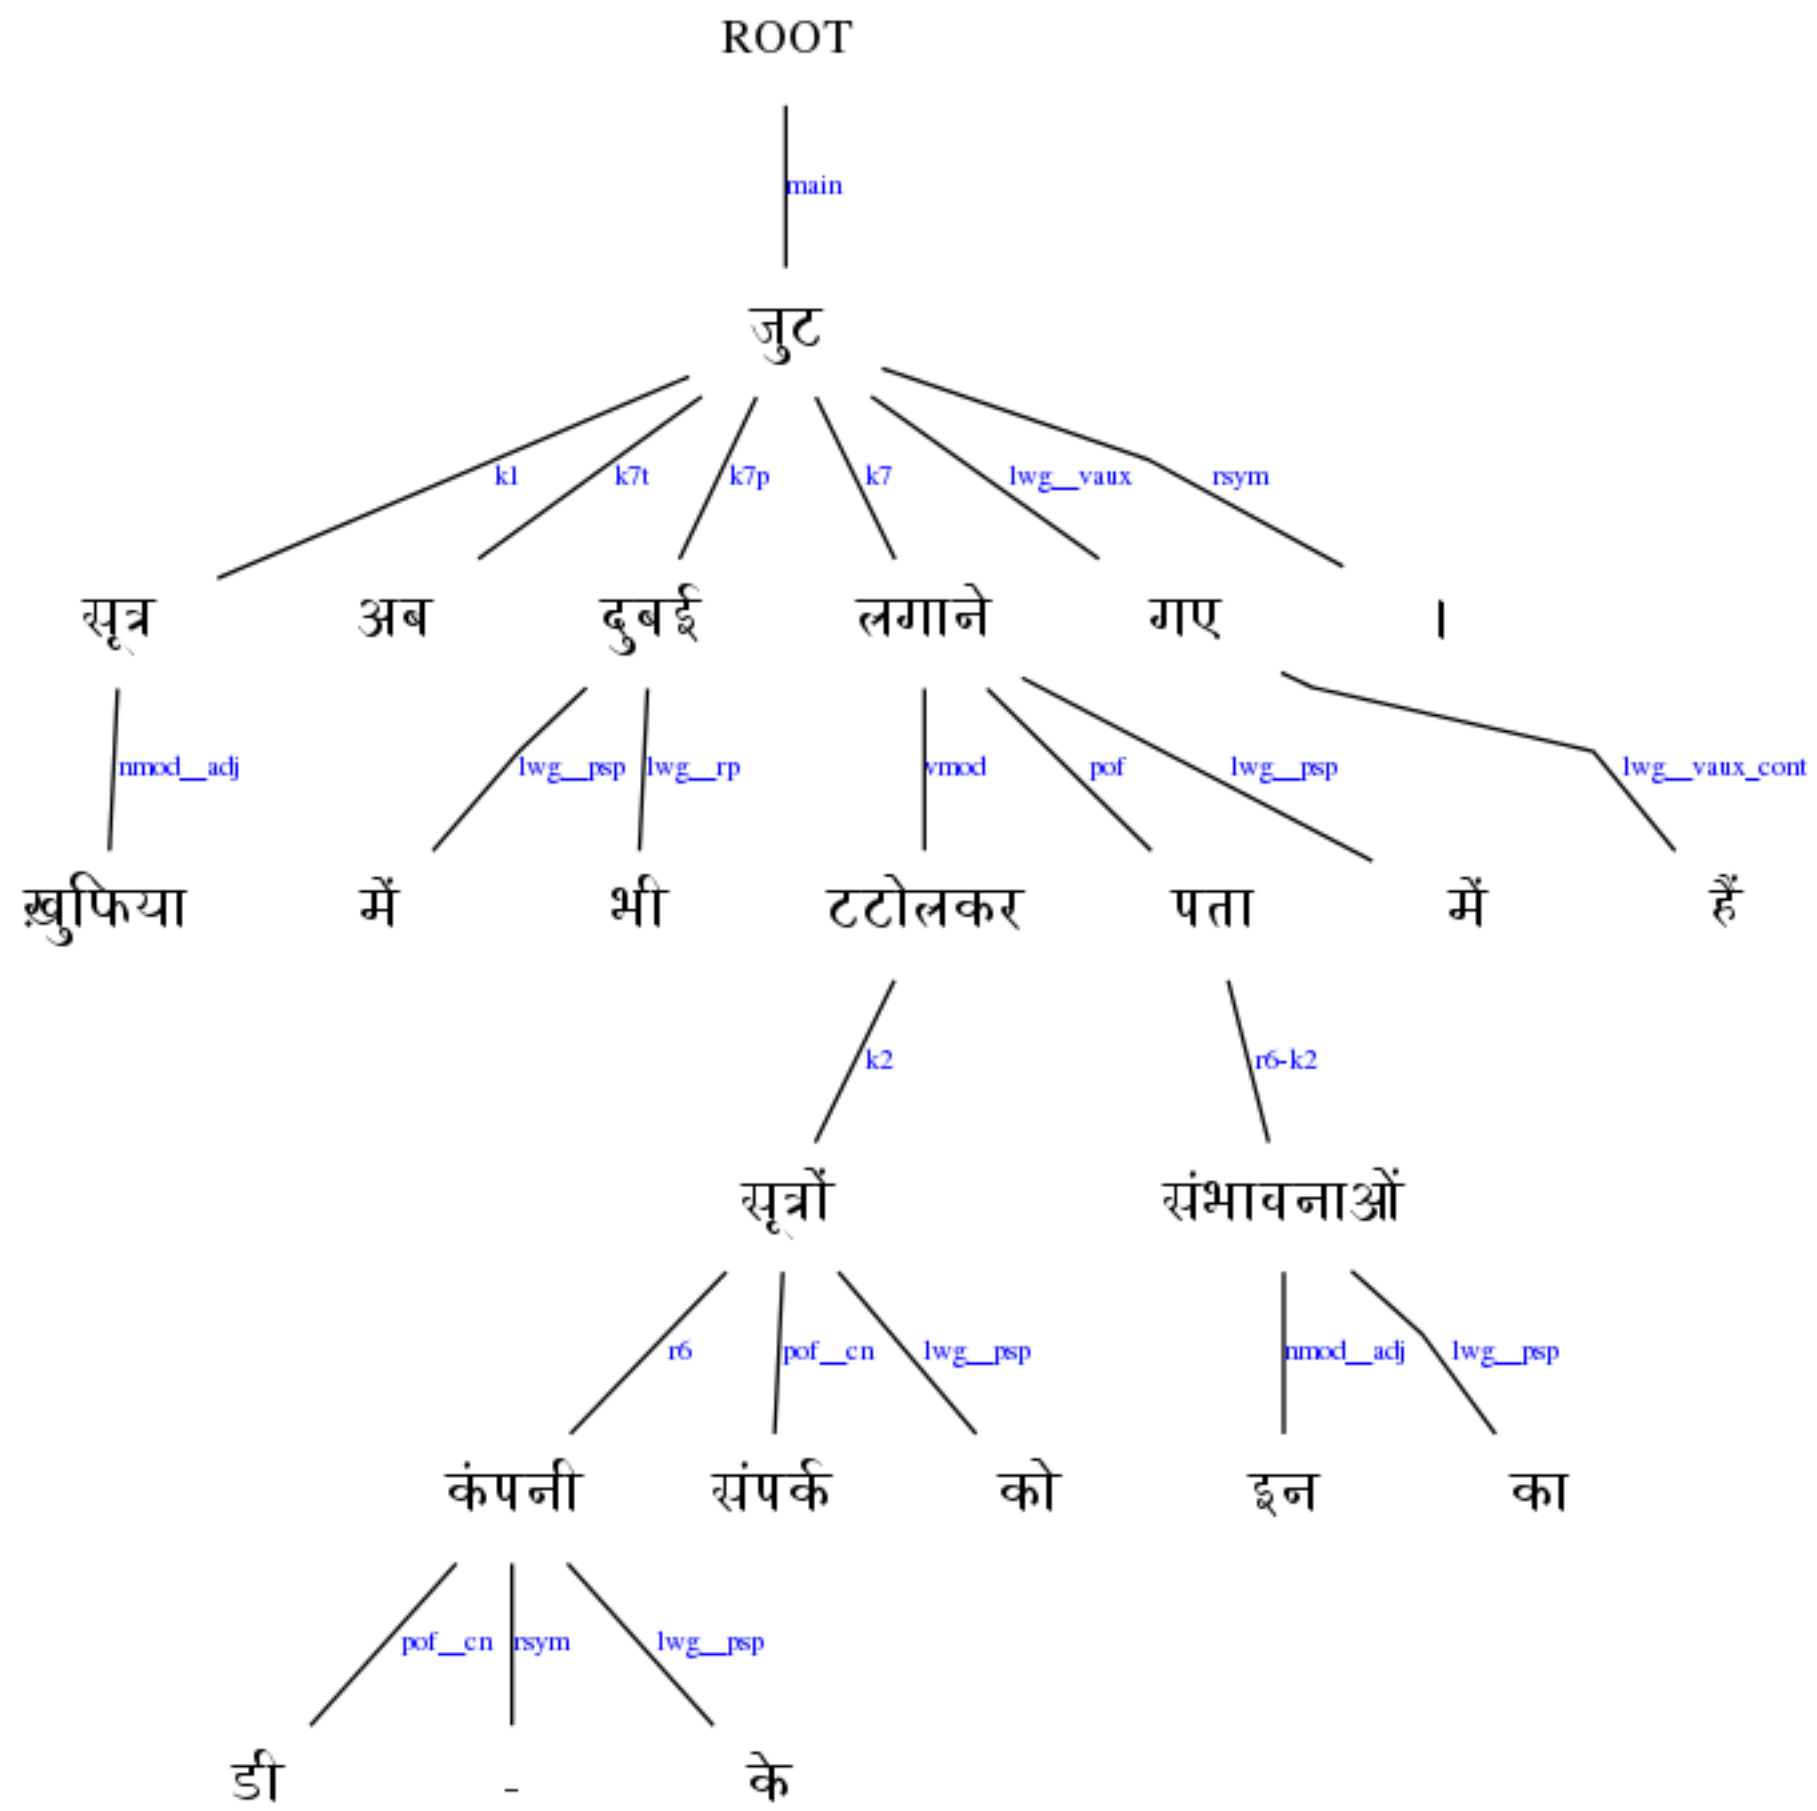 ROOT
main
जुट
k1 k7t k7p k7 lwg__vaux rsym
सूत्र अब दुबई लगाने गए ।
nmod__adj lwg__psp lwg__rp vmod pof lwg__psp lwg__vaux_cont
ख़ुफिया में भी टटोलकर पता में हैं
k2 r6-k2
सूत्रों संभावनाओं
r6 pof__cn lwg__psp nmod__adj lwg__psp
कंपनी संपर्क को इन का
pof__cn rsym lwg__psp
डी - के